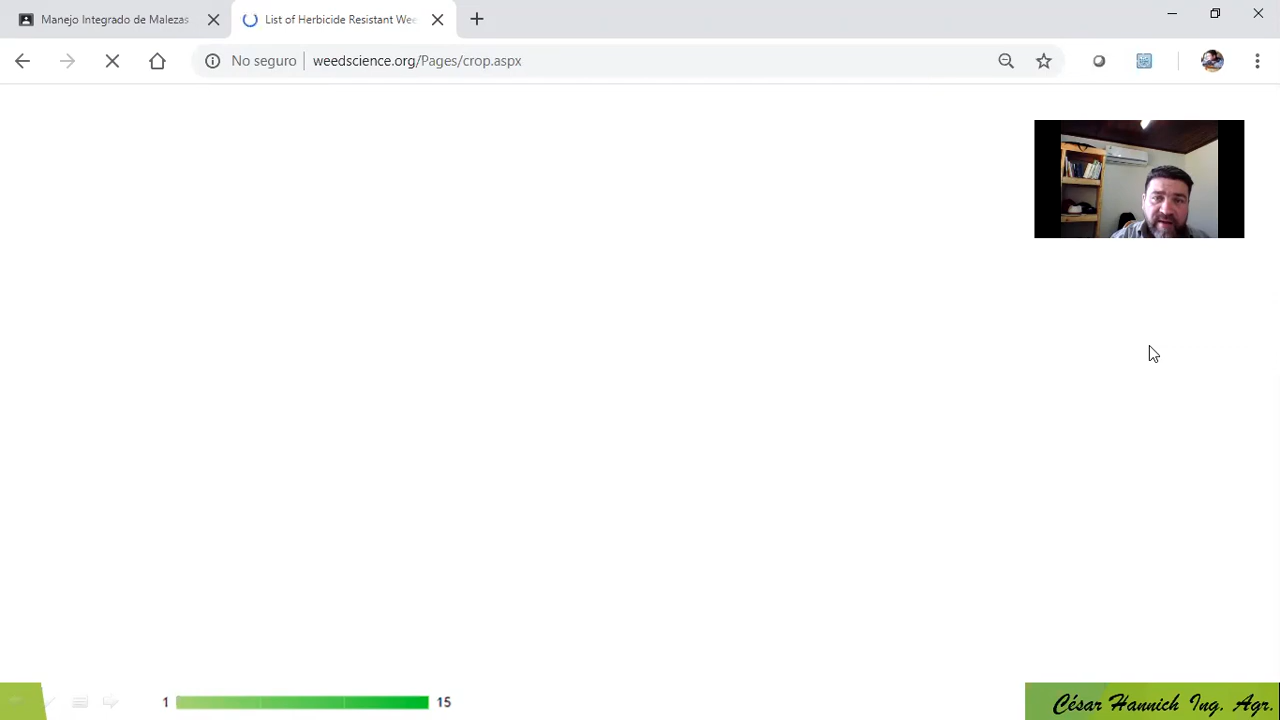 Manejo Integrado de Malezas
List of Herbicide Resistant Wee
No seguro
weedscience.org/Pages/crop.aspx
1
15
César Hannich Ing. Agr.